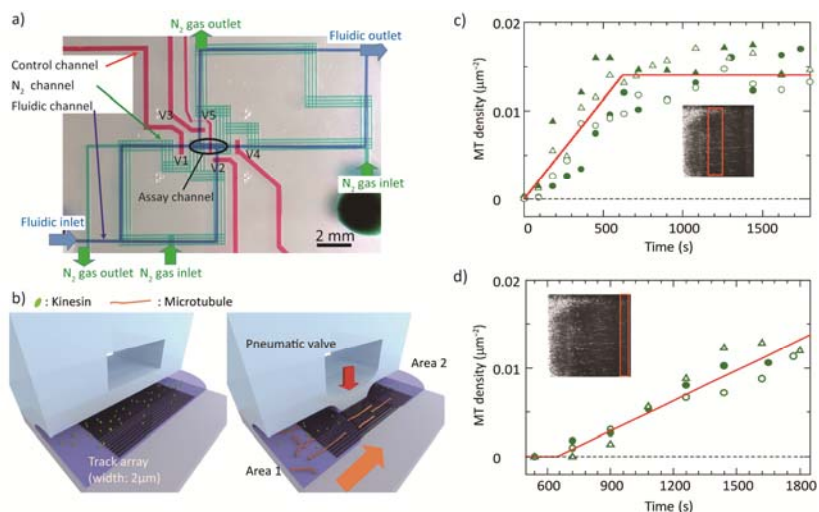 a)
N2 gas outlet
Fluidic outlet
Control channel
N2 channel
Fluidic channel
V3
V5
V1
V4
V2
Assay channel
N2 gas inlet
Fluidic inlet
2 mm
N2 gas outlet
N2 gas inlet
b)
: Kinesin
: Microtubule
Pneumatic valve
Area 2
Track array
(width: 2μm)
Area 1
c)
MT density (μm⁻²)
0.02
0.01
0
0
500
1000
1500
Time (s)
d)
MT density (μm⁻²)
0.02
0.01
0
600
900
1200
1500
1800
Time (s)